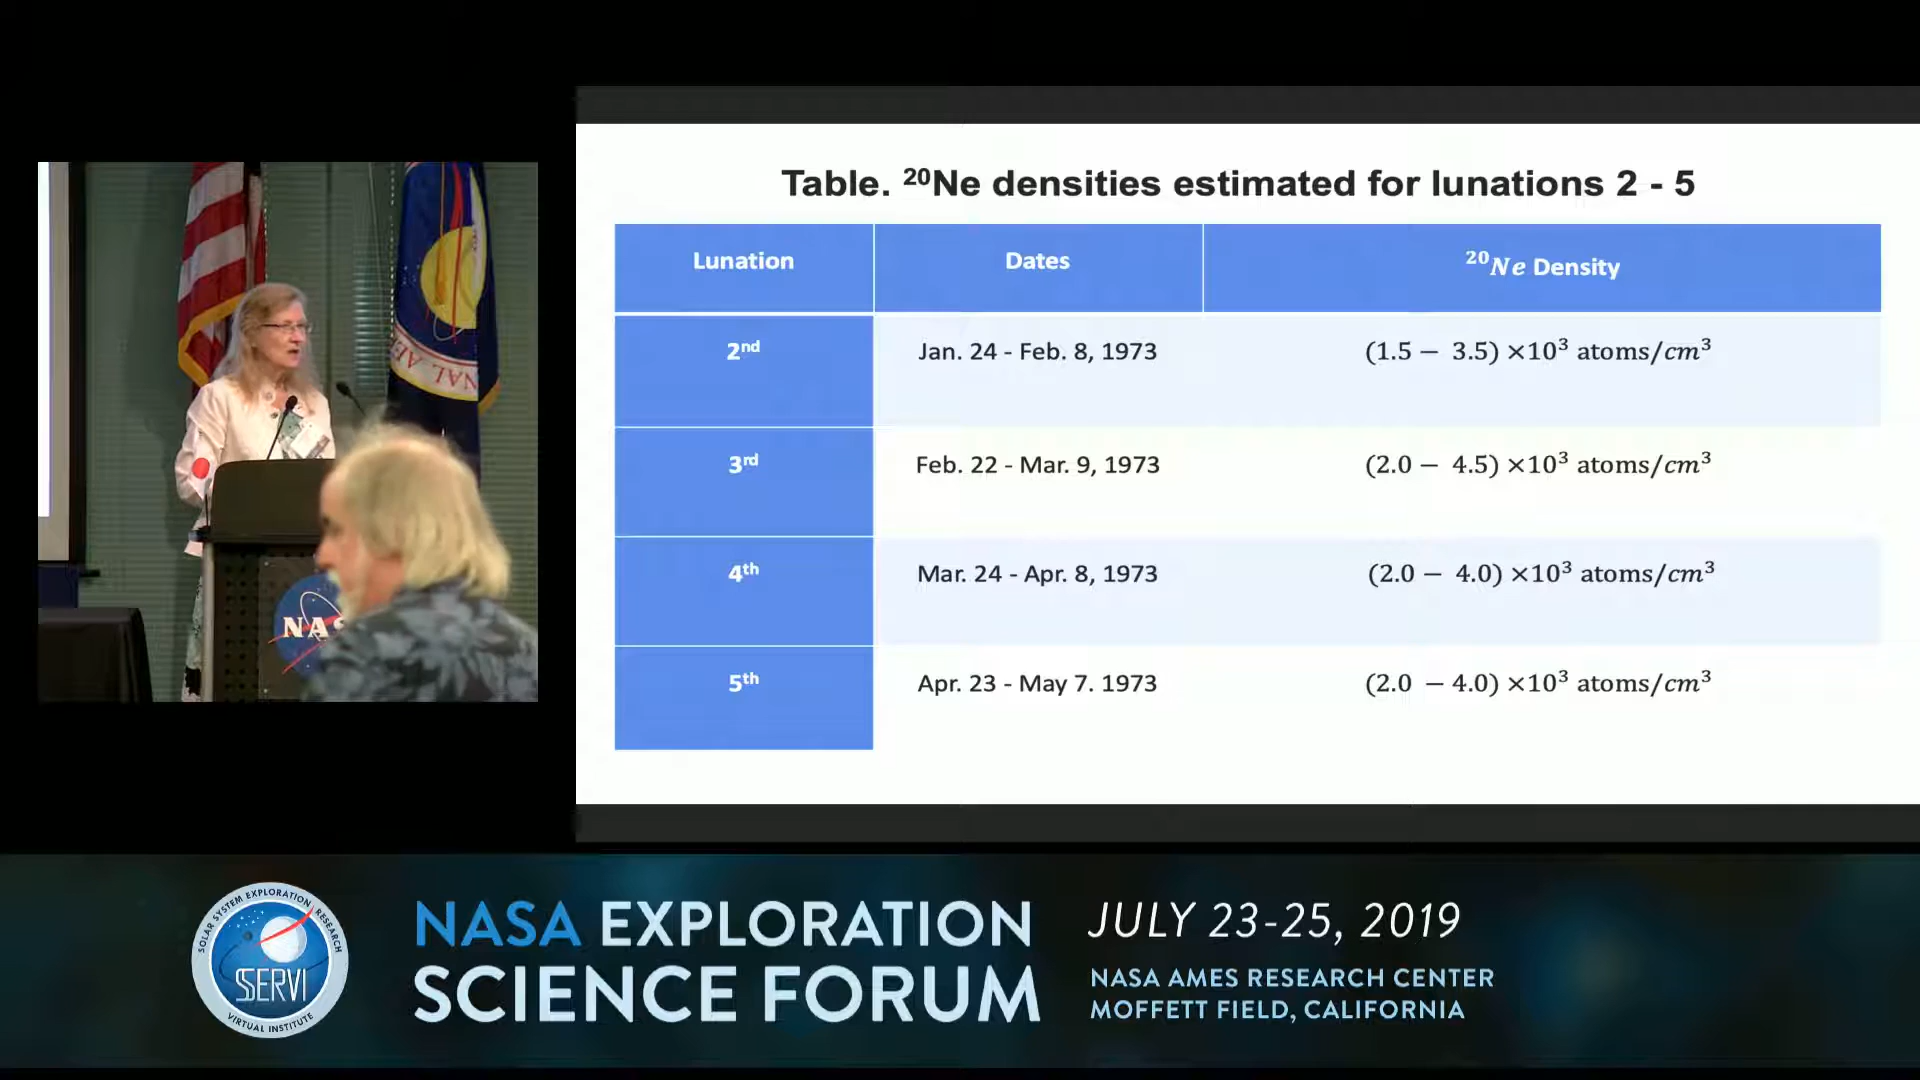 Table. ²⁰Ne densities estimated for lunations 2 - 5
Lunation Dates ²⁰Ne Density
2ⁿᵈ Jan. 24 - Feb. 8, 1973 (1.5 − 3.5) ×10³ atoms/cm³
3ʳᵈ Feb. 22 - Mar. 9, 1973 (2.0 − 4.5) ×10³ atoms/cm³
4ᵗʰ Mar. 24 - Apr. 8, 1973 (2.0 − 4.0) ×10³ atoms/cm³
5ᵗʰ Apr. 23 - May 7. 1973 (2.0 − 4.0) ×10³ atoms/cm³
NAS
SOLAR SYSTEM EXPLORATION RESEARCH
SSERVI
VIRTUAL INSTITUTE
NASA EXPLORATION
SCIENCE FORUM
JULY 23-25, 2019
NASA AMES RESEARCH CENTER
MOFFETT FIELD, CALIFORNIA